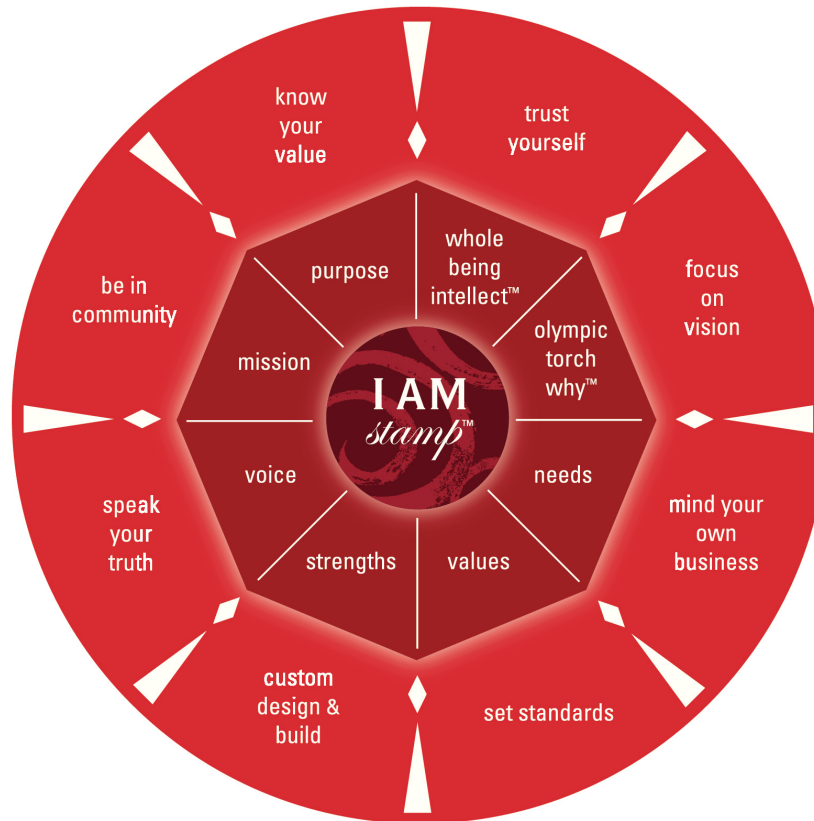 know
your
value
trust
yourself
focus
on
vision
mind your
own
business
set standards
custom
design &
build
speak
your
truth
be in
community
purpose
whole
being
intellect™
olympic
torch
why™
needs
values
strengths
voice
mission
I AM
stamp™